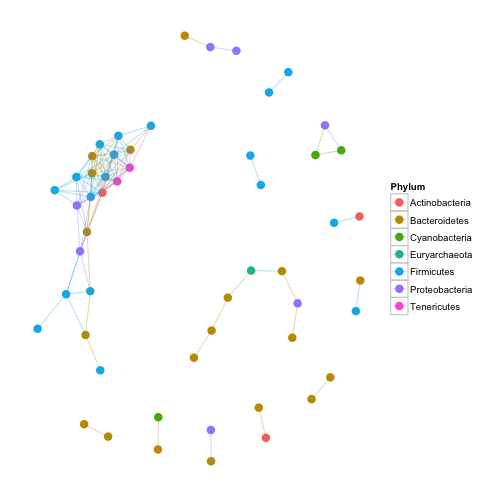 Phylum
Actinobacteria
Bacteroidetes
Cyanobacteria
Euryarchaeota
Firmicutes
Proteobacteria
Tenericutes